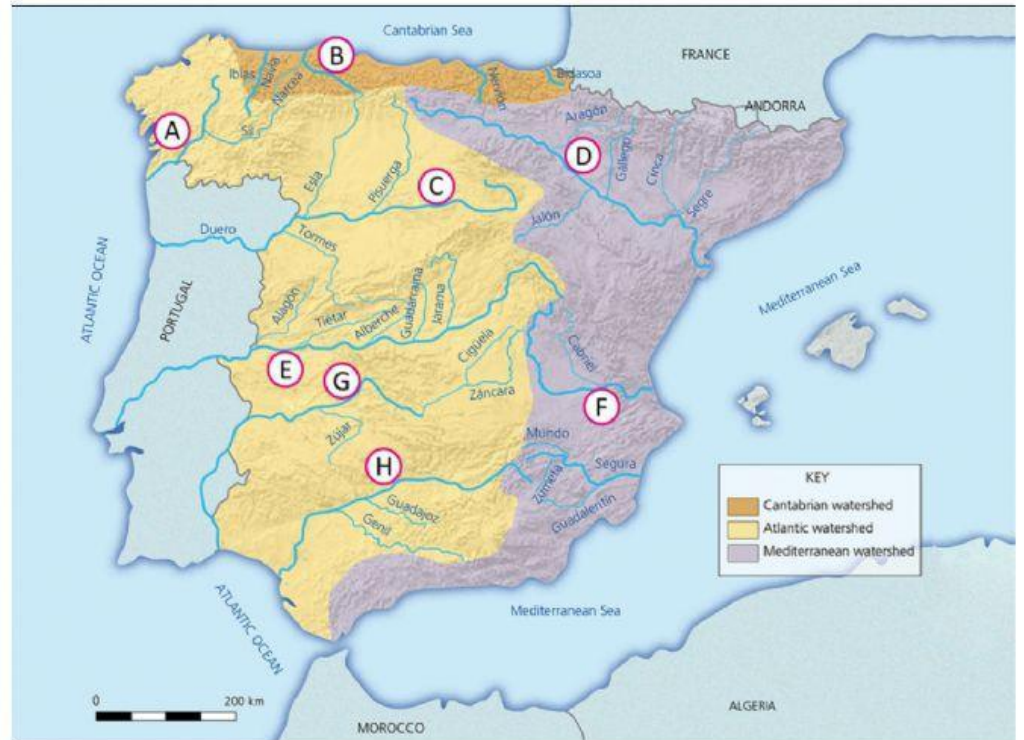 Cantabrian Sea
FRANCE
ANDORRA
B
Ibias
Navia
Narcea
Nervión
Bidasoa
A
Sil
Aragón
D
Gállego
Cinca
Segre
Esla
Pisuerga
C
Jalón
Duero
Tormes
ATLANTIC OCEAN
PORTUGAL
Mediterranean Sea
Alagón
Tietar
Alberche
Guadarrama
Jarama
E
G
Cigüela
Záncara
Cabriel
F
Zújar
H
Mundo
Segura
Zumeta
Guadalentín
Guadajoz
Genil
KEY
Cantabrian watershed
Atlantic watershed
Mediterranean watershed
ATLANTIC OCEAN
Mediterranean Sea
0 200 km
MOROCCO
ALGERIA